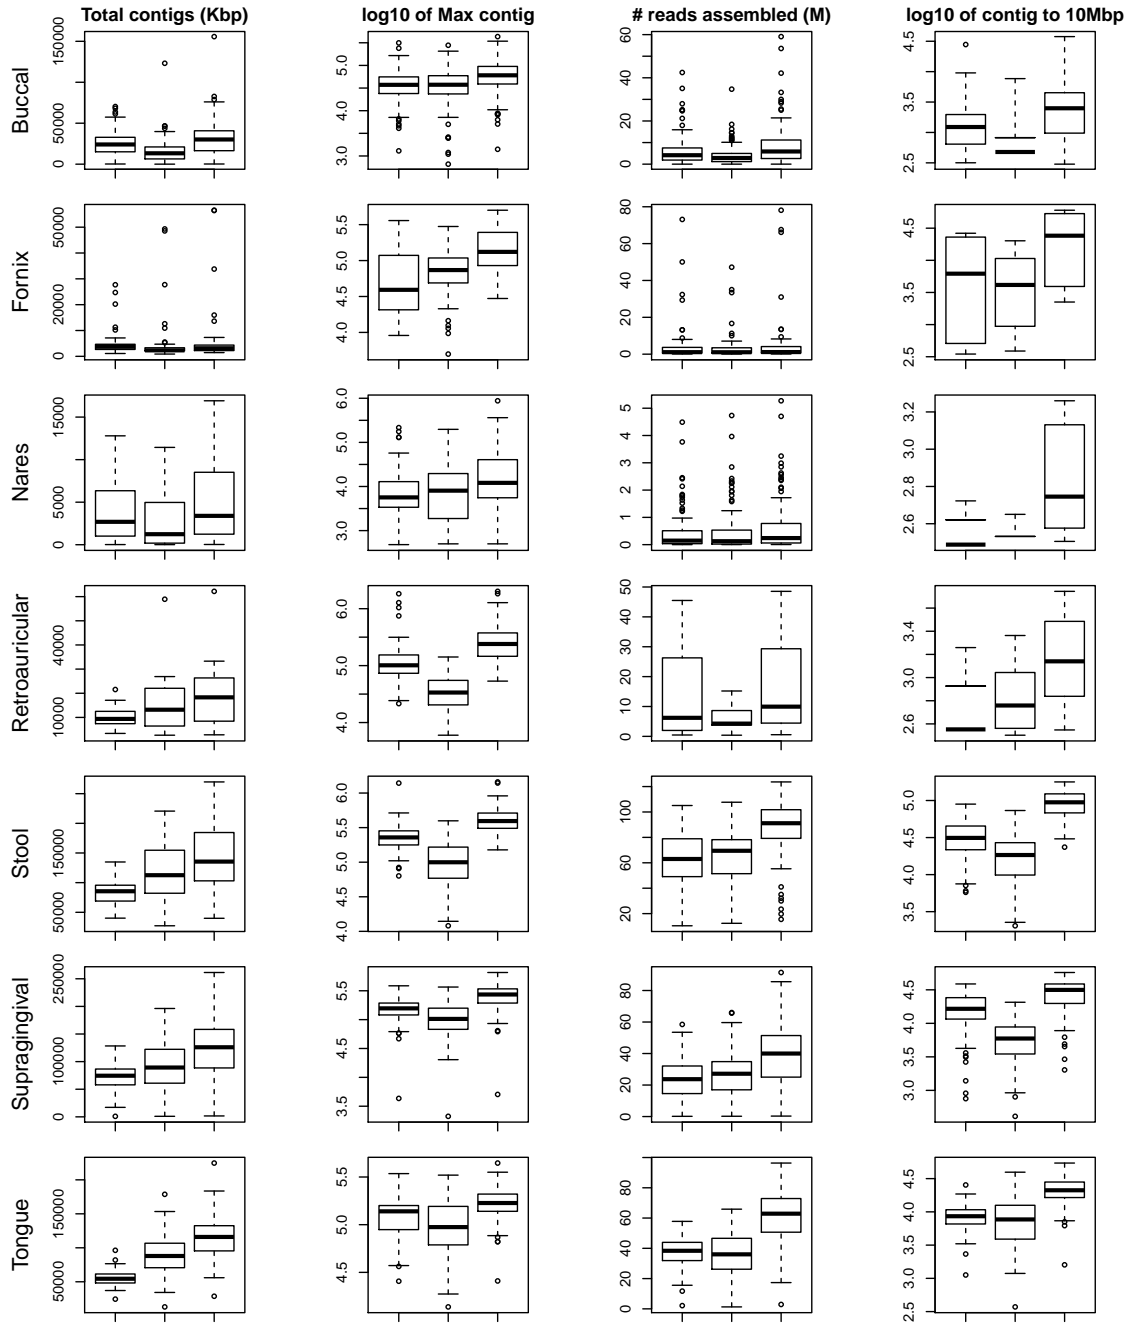 Total contigs (Kbp) log10 of Max contig # reads assembled (M) log10 of contig to 10Mbp
Buccal
0 50000 150000
3.0 4.0 5.0
0 20 40 60
2.5 3.5 4.5
Fornix
0 20000 50000
4.0 4.5 5.0 5.5
0 20 40 60 80
2.5 3.5 4.5
Nares
0 5000 15000
3.0 4.0 5.0 6.0
0 1 2 3 4 5
2.6 2.8 3.0 3.2
Retroauricular
10000 40000
4.0 5.0 6.0
0 10 20 30 40 50
2.6 3.0 3.4
Stool
50000 150000
4.0 4.5 5.0 5.5 6.0
20 60 100
3.5 4.0 4.5 5.0
Supragingival
0 100000 250000
3.5 4.5 5.5
0 20 40 60 80
3.0 3.5 4.0 4.5
Tongue
50000 150000
4.5 5.0 5.5
0 20 40 60 80
2.5 3.5 4.5